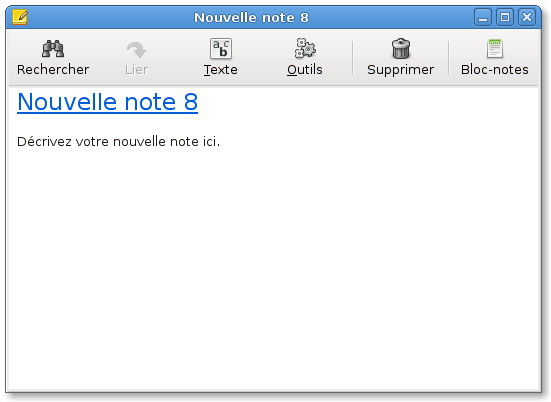 Nouvelle note 8
Rechercher Lier Texte Outils Supprimer Bloc-notes
Nouvelle note 8
Décrivez votre nouvelle note ici.